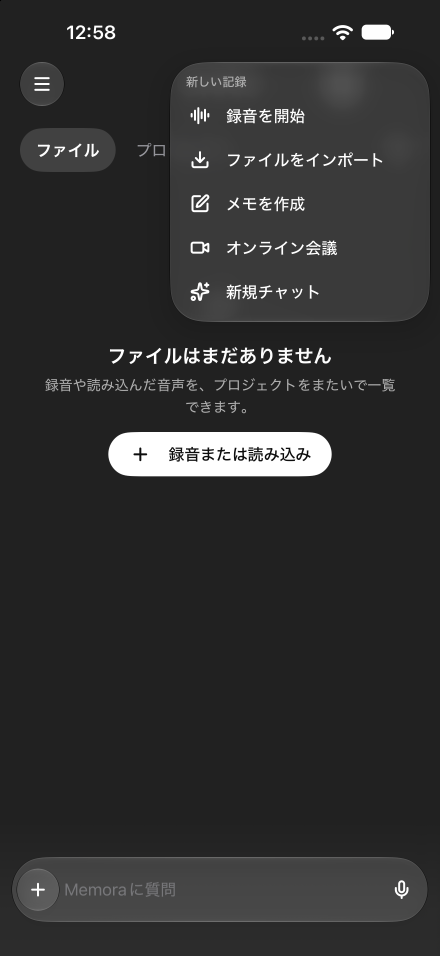 12:58
新しい記録
録音を開始
ファイルをインポート
メモを作成
オンライン会議
新規チャット
ファイル
プロ
ファイルはまだありません
録音や読み込んだ音声を、プロジェクトをまたいで一覧
できます。
録音または読み込み
Memoraに質問